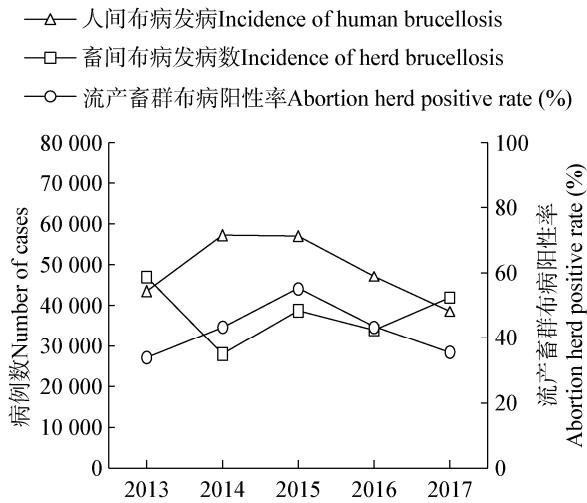 人间布病发病Incidence of human brucellosis
畜间布病发病数Incidence of herd brucellosis
流产畜群布病阳性率Abortion herd positive rate (%)
80 000
70 000
60 000
50 000
40 000
30 000
20 000
10 000
0
病例数Number of cases
100
80
60
40
20
0
流产畜群布病阳性率
Abortion herd positive rate (%)
2013 2014 2015 2016 2017